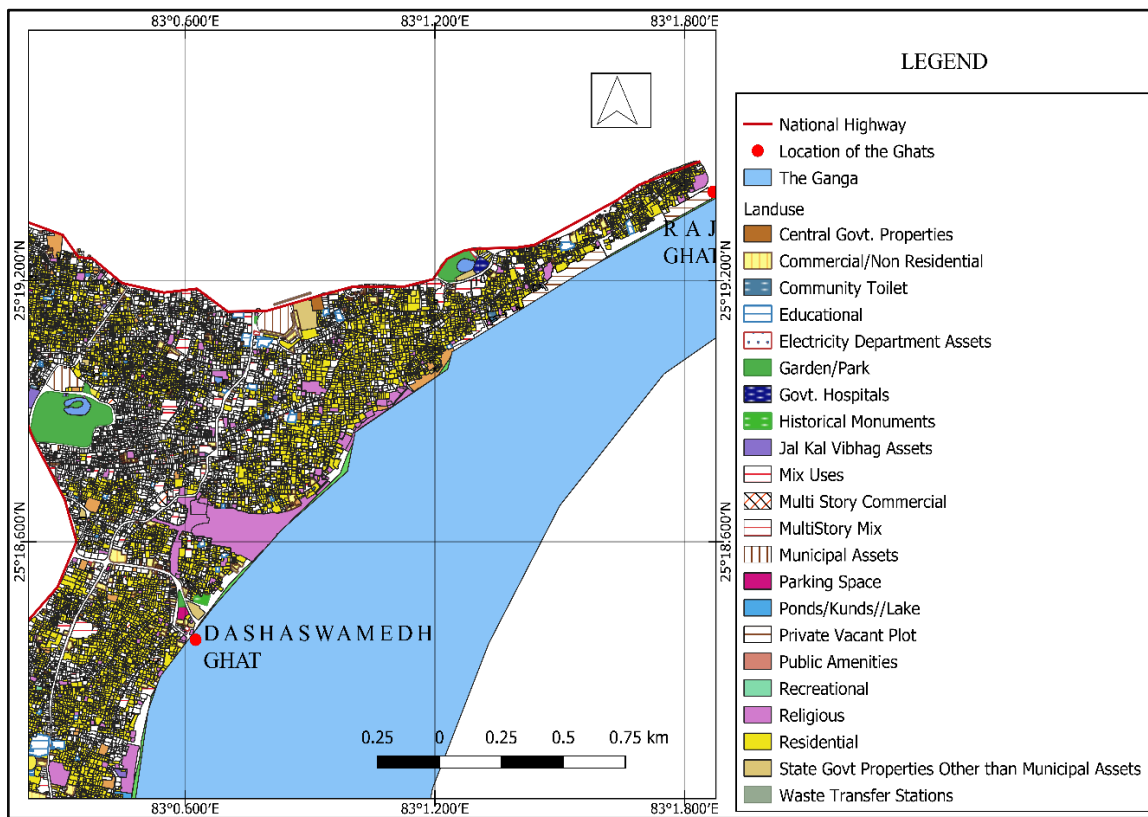 83°0.600'E 83°1.200'E 83°1.800'E
LEGEND
National Highway
Location of the Ghats
The Ganga
Landuse
Central Govt. Properties
Commercial/Non Residential
Community Toilet
Educational
Electricity Department Assets
Garden/Park
Govt. Hospitals
Historical Monuments
Jal Kal Vibhag Assets
Mix Uses
Multi Story Commercial
MultiStory Mix
Municipal Assets
Parking Space
Ponds/Kunds//Lake
Private Vacant Plot
Public Amenities
Recreational
Religious
Residential
State Govt Properties Other than Municipal Assets
Waste Transfer Stations
25°19.200'N
25°19.200'N
RAJ
GHAT
25°18.600'N
25°18.600'N
DASHASWAMEDH
GHAT
0.25 0 0.25 0.5 0.75 km
83°0.600'E 83°1.200'E 83°1.800'E